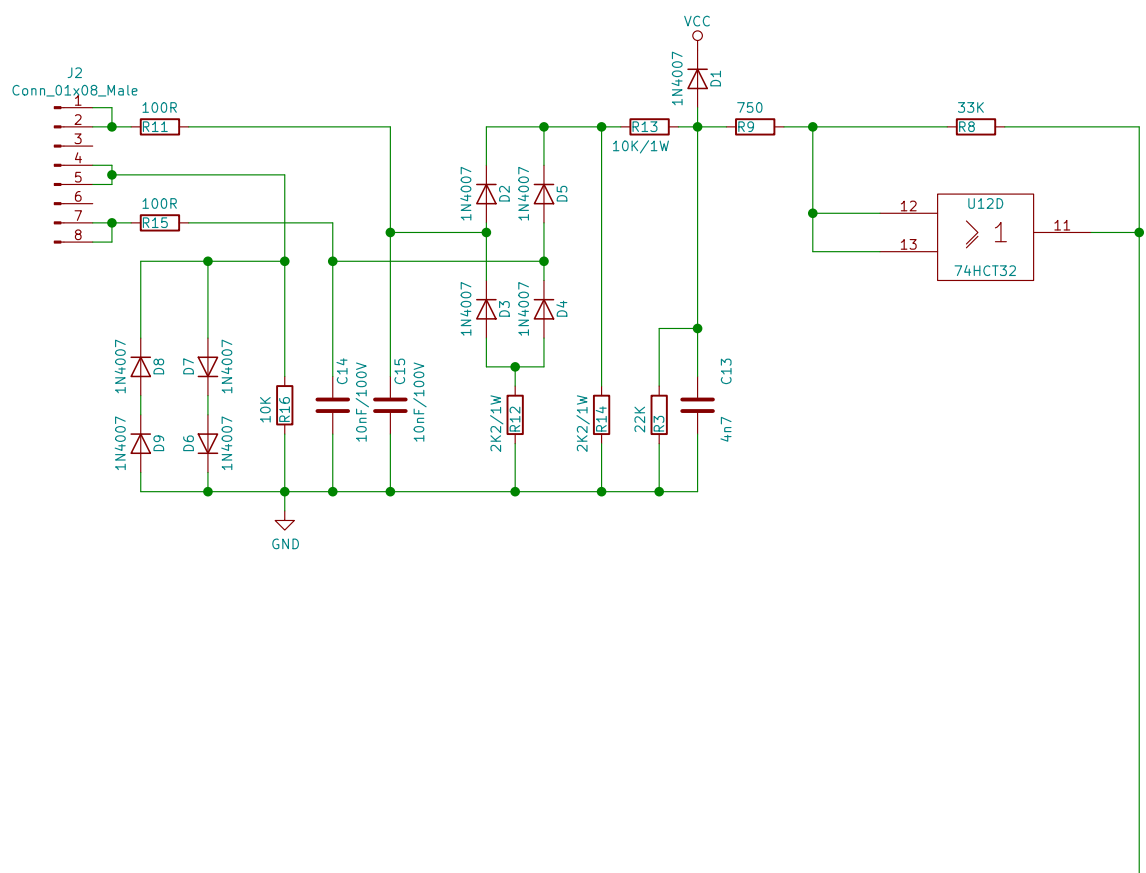 VCC
J2
Conn_01x08_Male
1
2
3
4
5
6
7
8
100R
R11
100R
R15
1N4007
D1
750
R9
33K
R8
R13
10K/1W
1N4007
D2
1N4007
D5
12
13
U12D
≥ 1
74HCT32
11
1N4007
D3
1N4007
D4
1N4007
D8
D7
1N4007
1N4007
D9
D6
1N4007
10K
R16
C14
10nF/100V
C15
10nF/100V
2K2/1W
R12
2K2/1W
R14
22K
R3
C13
4n7
GND